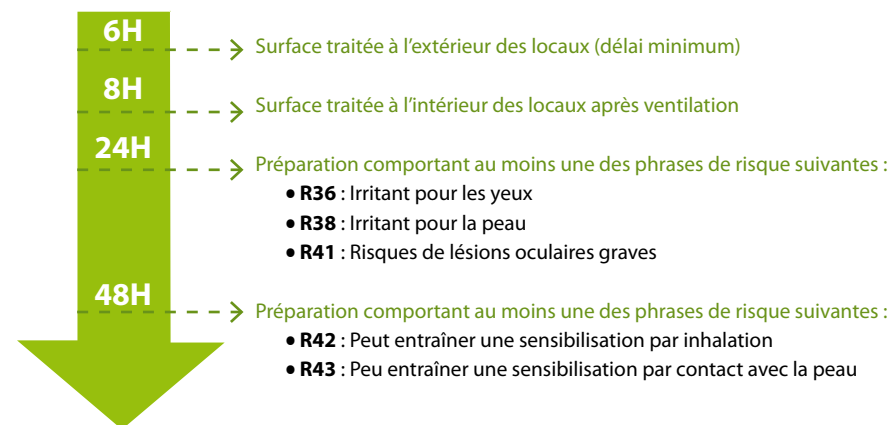 6H
Surface traitée à l'extérieur des locaux (délai minimum)
8H
Surface traitée à l'intérieur des locaux après ventilation
24H
Préparation comportant au moins une des phrases de risque suivantes :
• R36 : Irritant pour les yeux
• R38 : Irritant pour la peau
• R41 : Risques de lésions oculaires graves
48H
Préparation comportant au moins une des phrases de risque suivantes :
• R42 : Peut entraîner une sensibilisation par inhalation
• R43 : Peu entraîner une sensibilisation par contact avec la peau